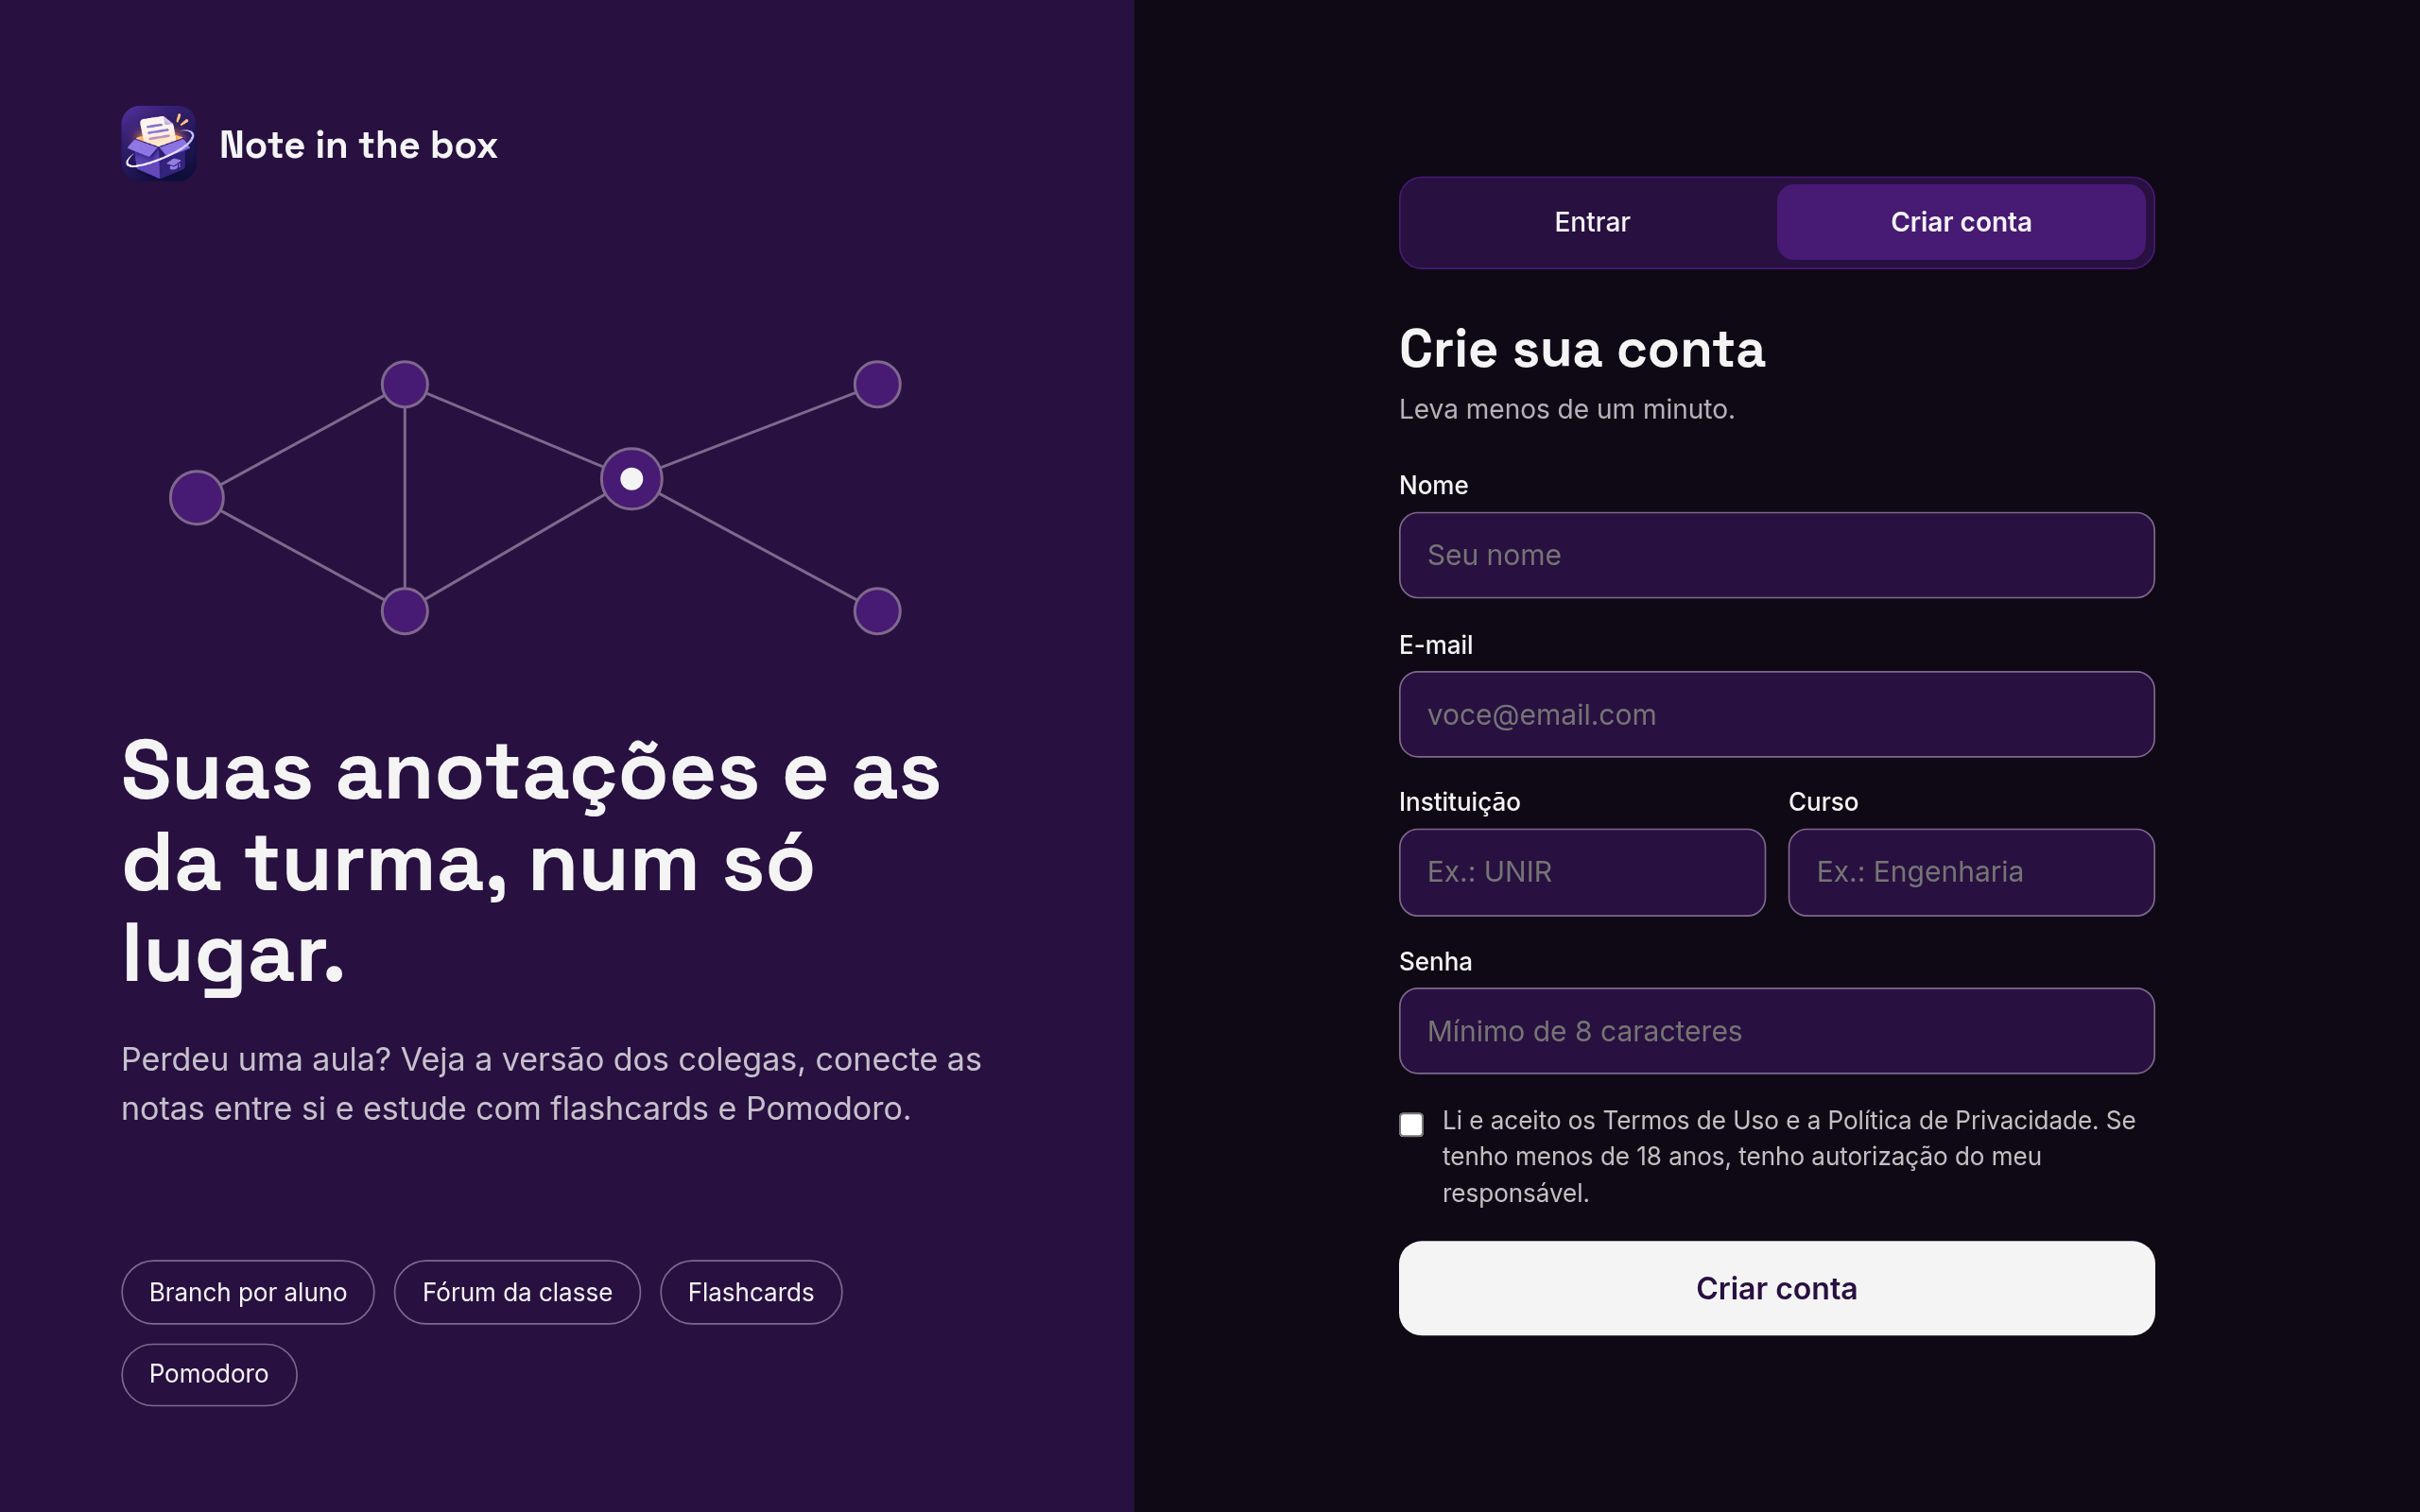 Note in the box
Suas anotações e as
da turma, num só
lugar.
Perdeu uma aula? Veja a versão dos colegas, conecte as
notas entre si e estude com flashcards e Pomodoro.
Branch por aluno
Fórum da classe
Flashcards
Pomodoro
Entrar
Criar conta
Crie sua conta
Leva menos de um minuto.
Nome
Seu nome
E-mail
voce@email.com
Instituição
Curso
Ex.: UNIR
Ex.: Engenharia
Senha
Mínimo de 8 caracteres
Li e aceito os Termos de Uso e a Política de Privacidade. Se
tenho menos de 18 anos, tenho autorização do meu
responsável.
Criar conta